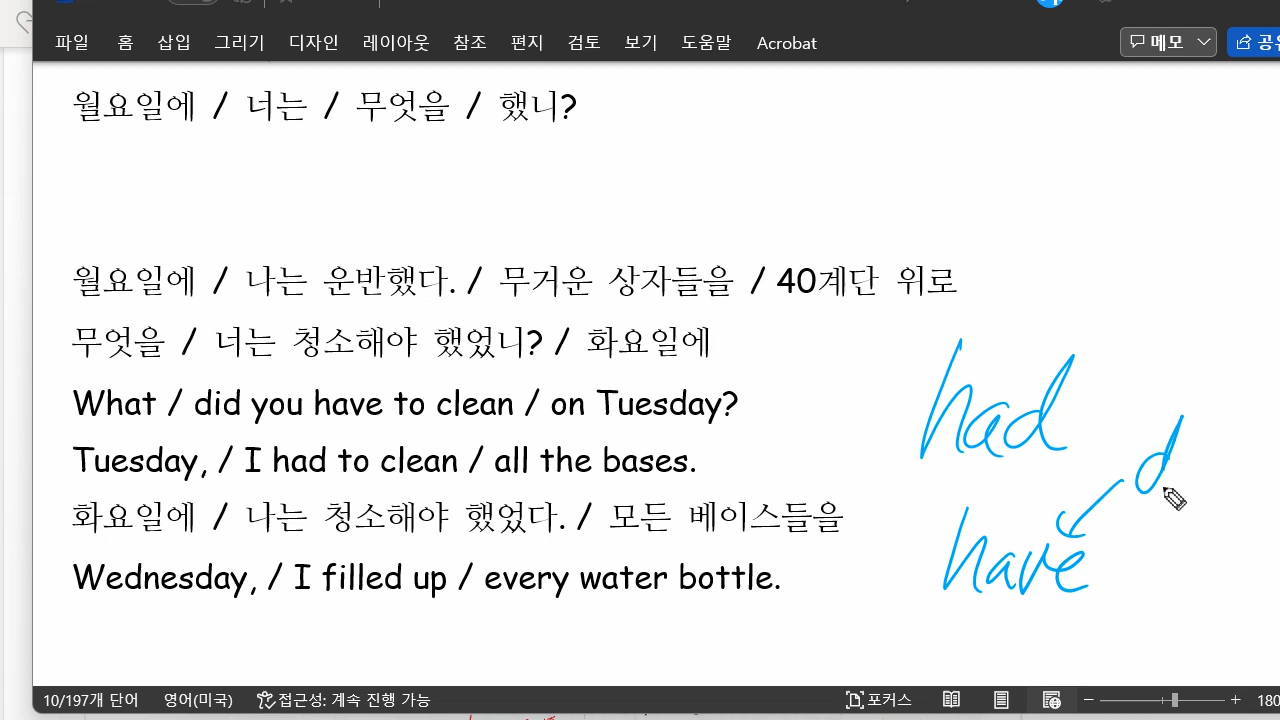 파일 홈 삽입 그리기 디자인 레이아웃 참조 편지 검토 보기 도움말 Acrobat 메모 공유
월요일에 / 너는 / 무엇을 / 했니?
월요일에 / 나는 운반했다. / 무거운 상자들을 / 40계단 위로
무엇을 / 너는 청소해야 했었니? / 화요일에
What / did you have to clean / on Tuesday?
had
Tuesday, / I had to clean / all the bases.
d
화요일에 / 나는 청소해야 했었다. / 모든 베이스들을
have
Wednesday, / I filled up / every water bottle.
10/197개 단어 영어(미국) 접근성: 계속 진행 가능 포커스 180